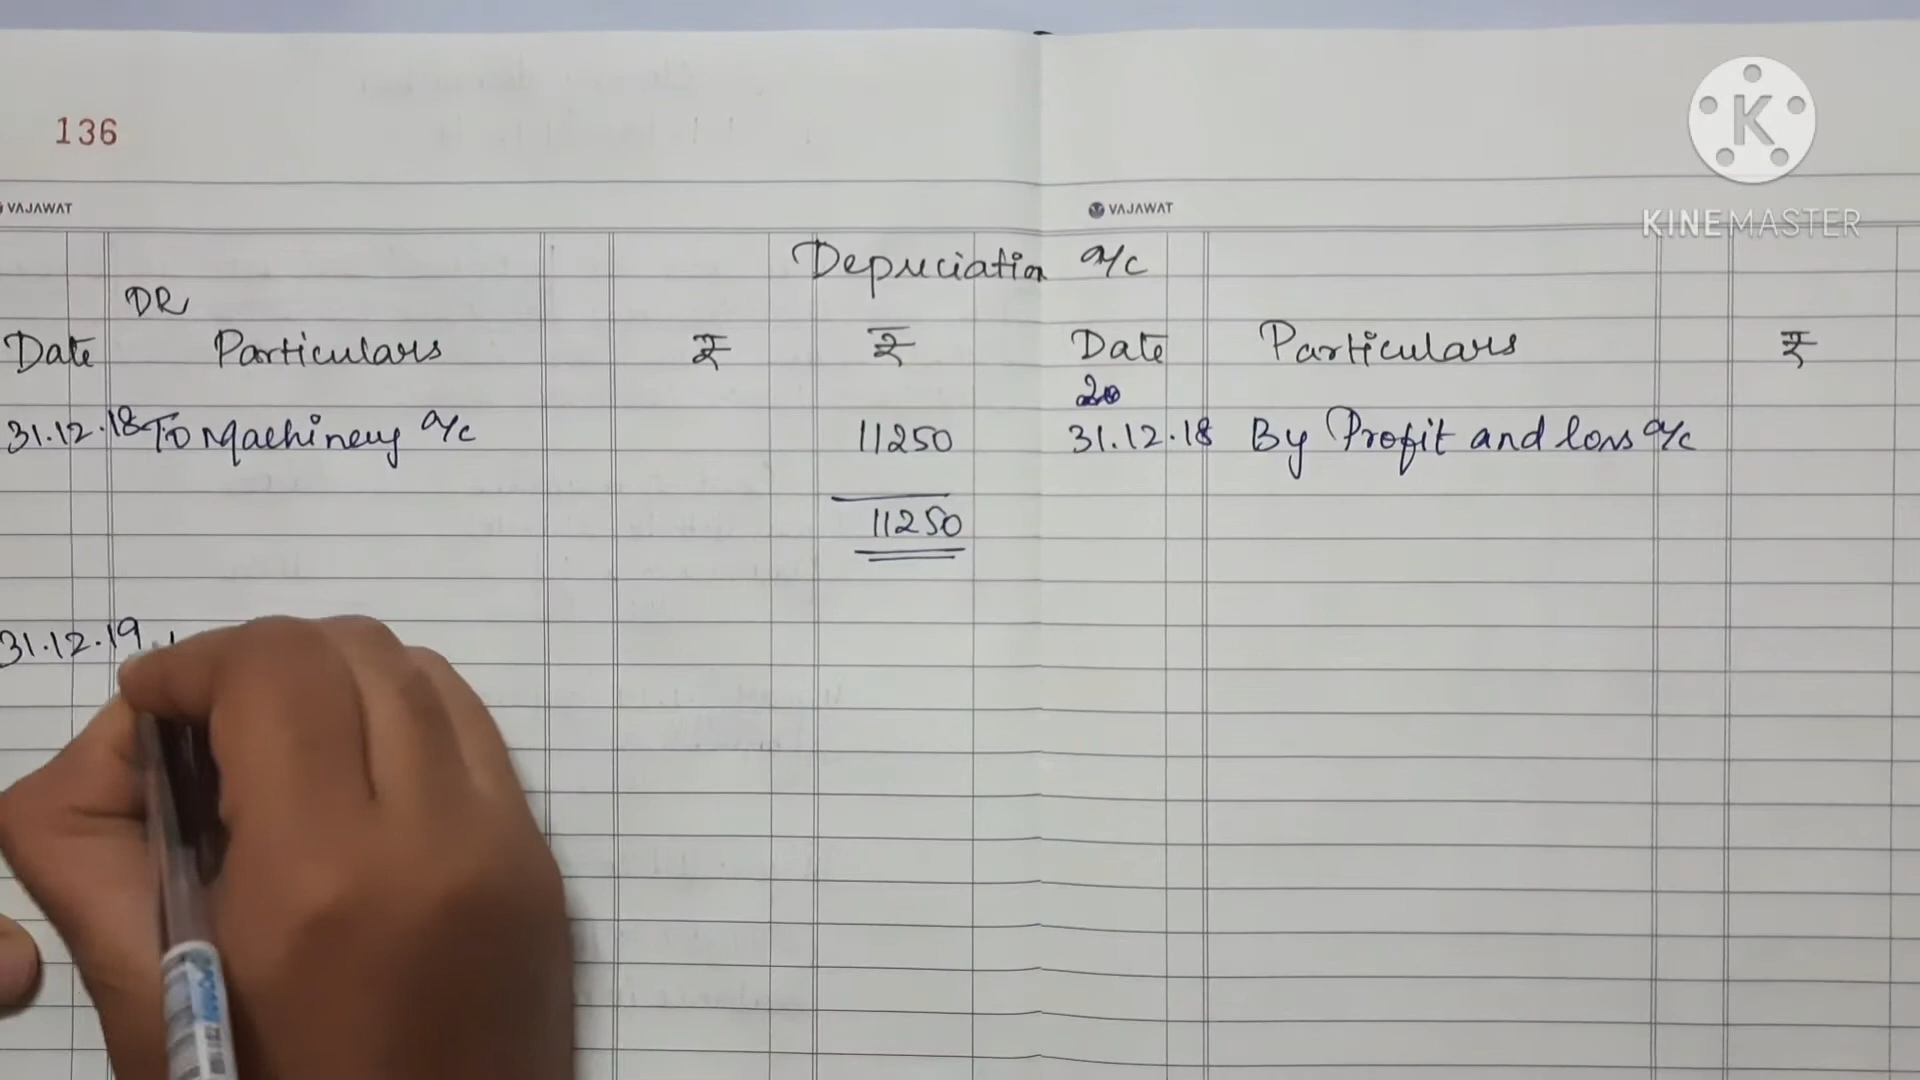 136
VAJAWAT
VAJAWAT
KINEMASTER
Depreciation a/c
DR
Date Particulars ₹ ₹ Date Particulars ₹
20
31.12.18 To Machinery a/c 11250 31.12.18 By Profit and loss a/c
11250
31.12.19